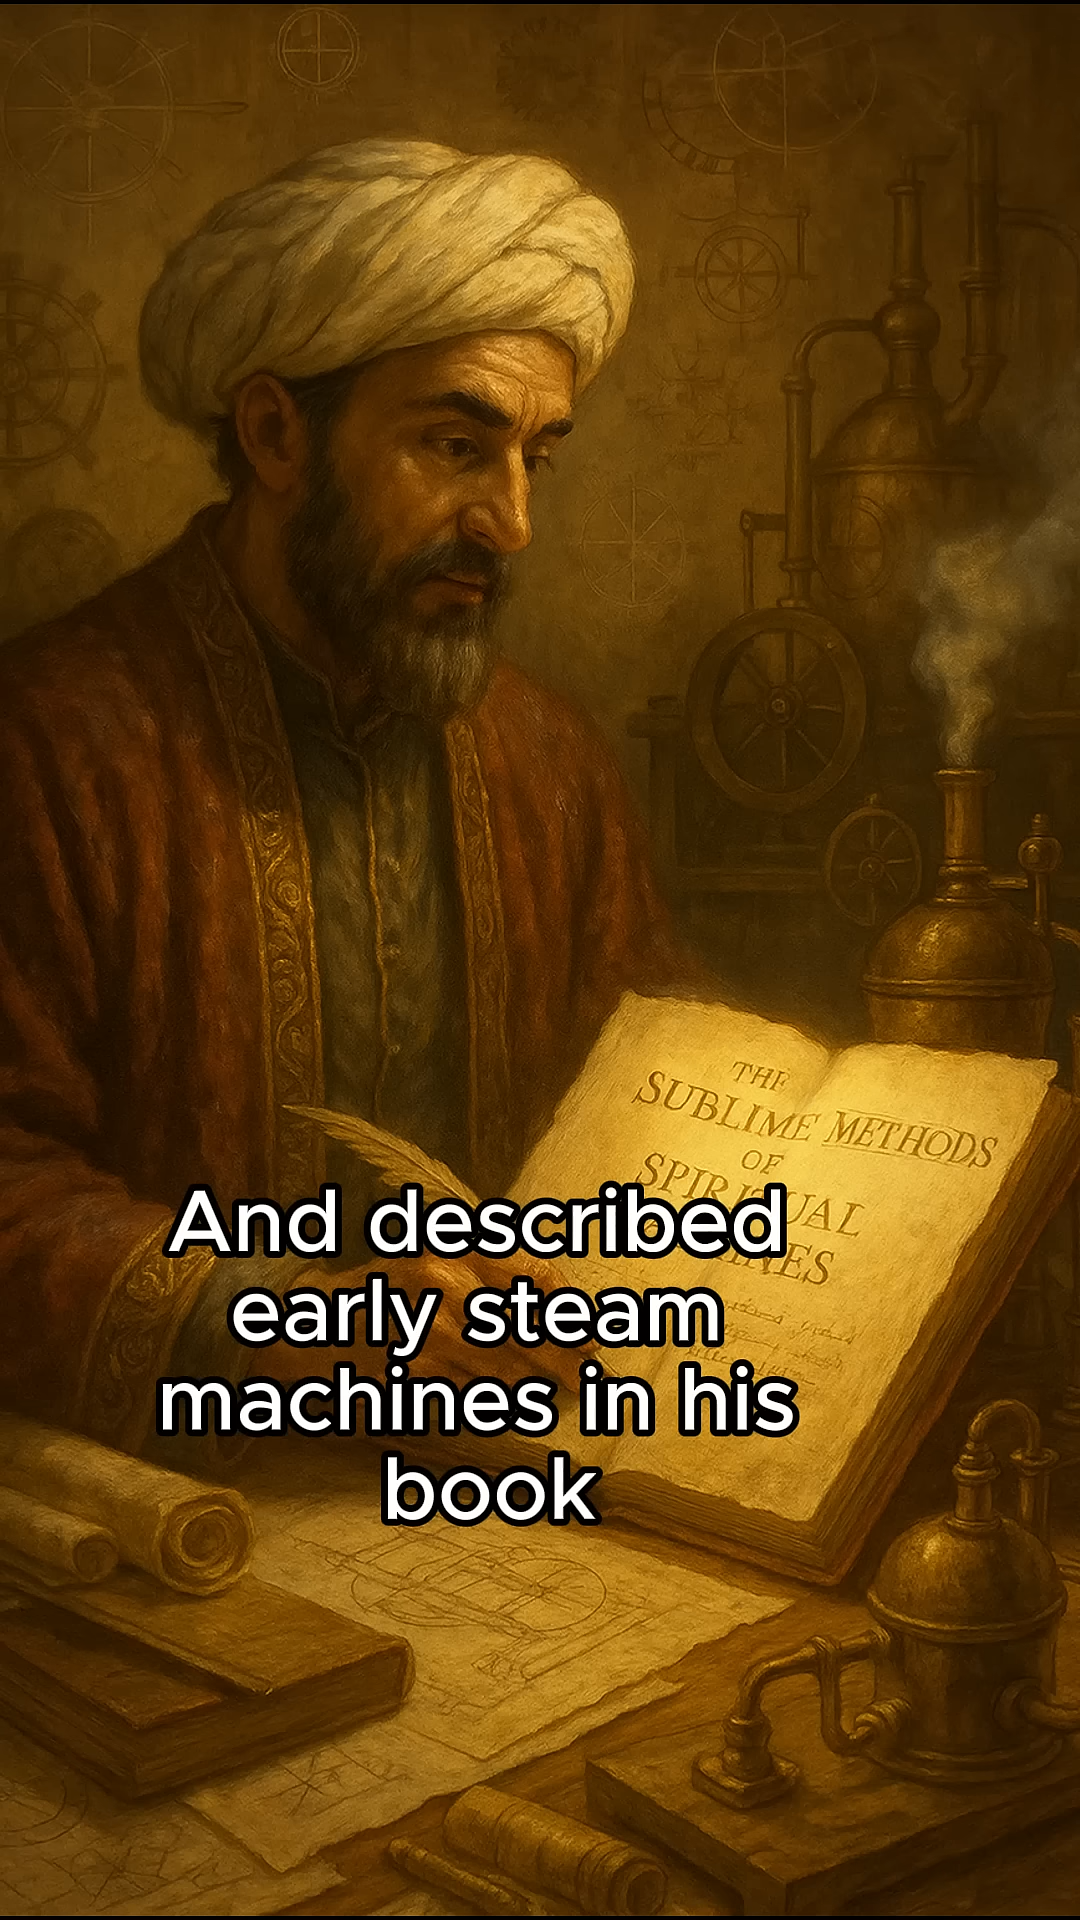 THE
SUBLIME METHODS
OF
And described
early steam
machines in his
book